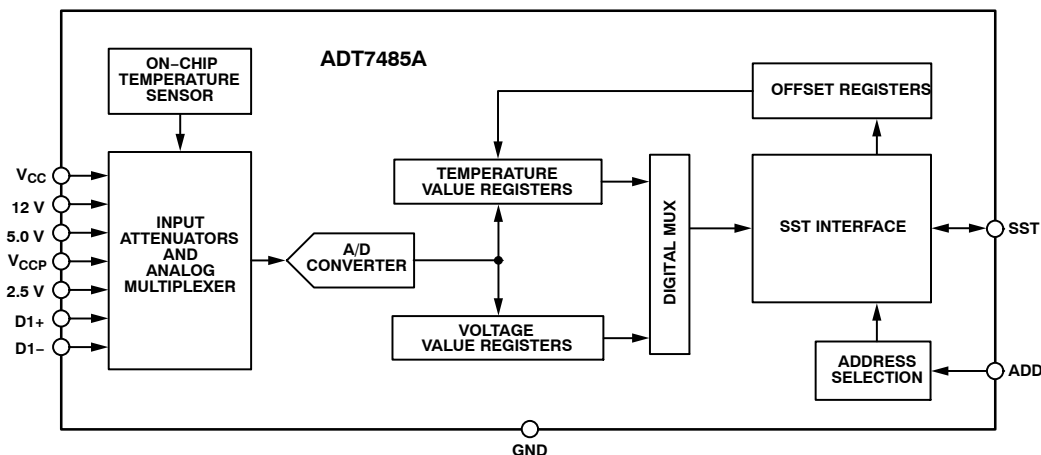 ADT7485A
ON–CHIP
TEMPERATURE
SENSOR
OFFSET REGISTERS
VCC
12 V
5.0 V
VCCP
2.5 V
D1+
D1–
INPUT
ATTENUATORS
AND
ANALOG
MULTIPLEXER
A/D
CONVERTER
TEMPERATURE
VALUE REGISTERS
VOLTAGE
VALUE REGISTERS
DIGITAL MUX
SST INTERFACE
SST
ADDRESS
SELECTION
ADD
GND